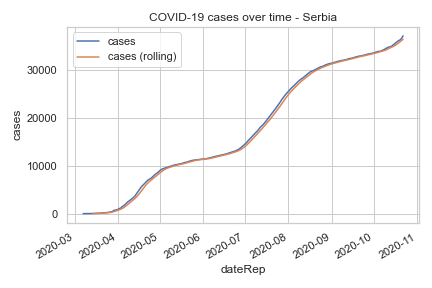 COVID-19 cases over time - Serbia
cases
cases (rolling)
30000
20000
10000
0
cases
2020-03
2020-04
2020-05
2020-06
2020-07
2020-08
2020-09
2020-10
2020-11
dateRep